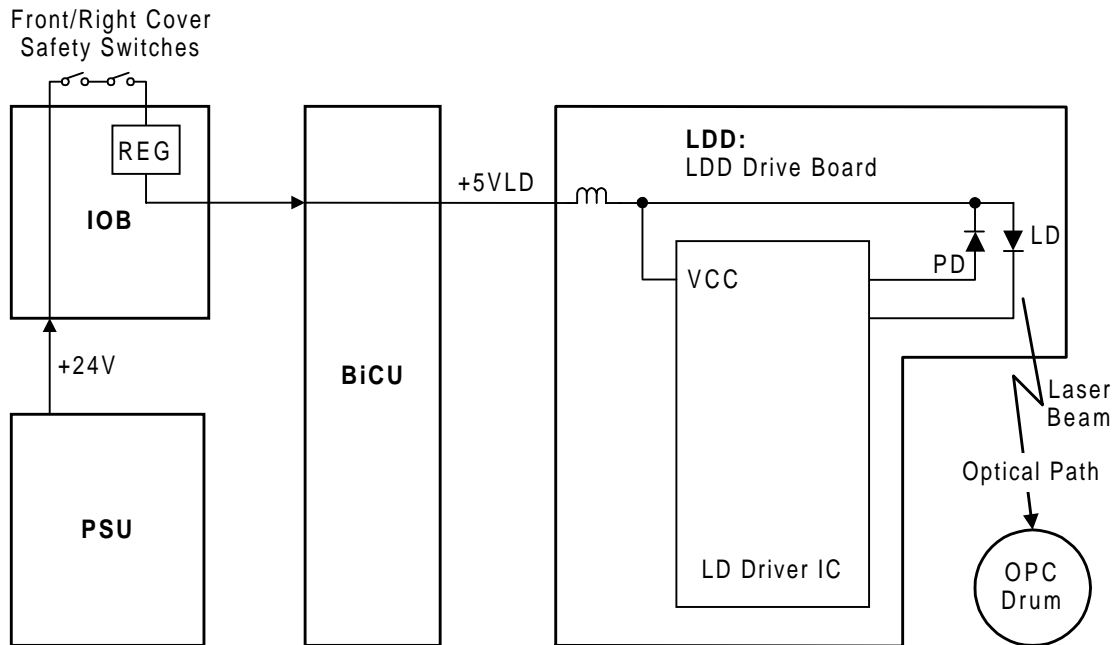 Front/Right Cover
Safety Switches
REG
IOB
+24V
PSU
BiCU
+5VLD
LDD:
LDD Drive Board
VCC
PD
LD
LD Driver IC
Laser
Beam
Optical Path
OPC
Drum